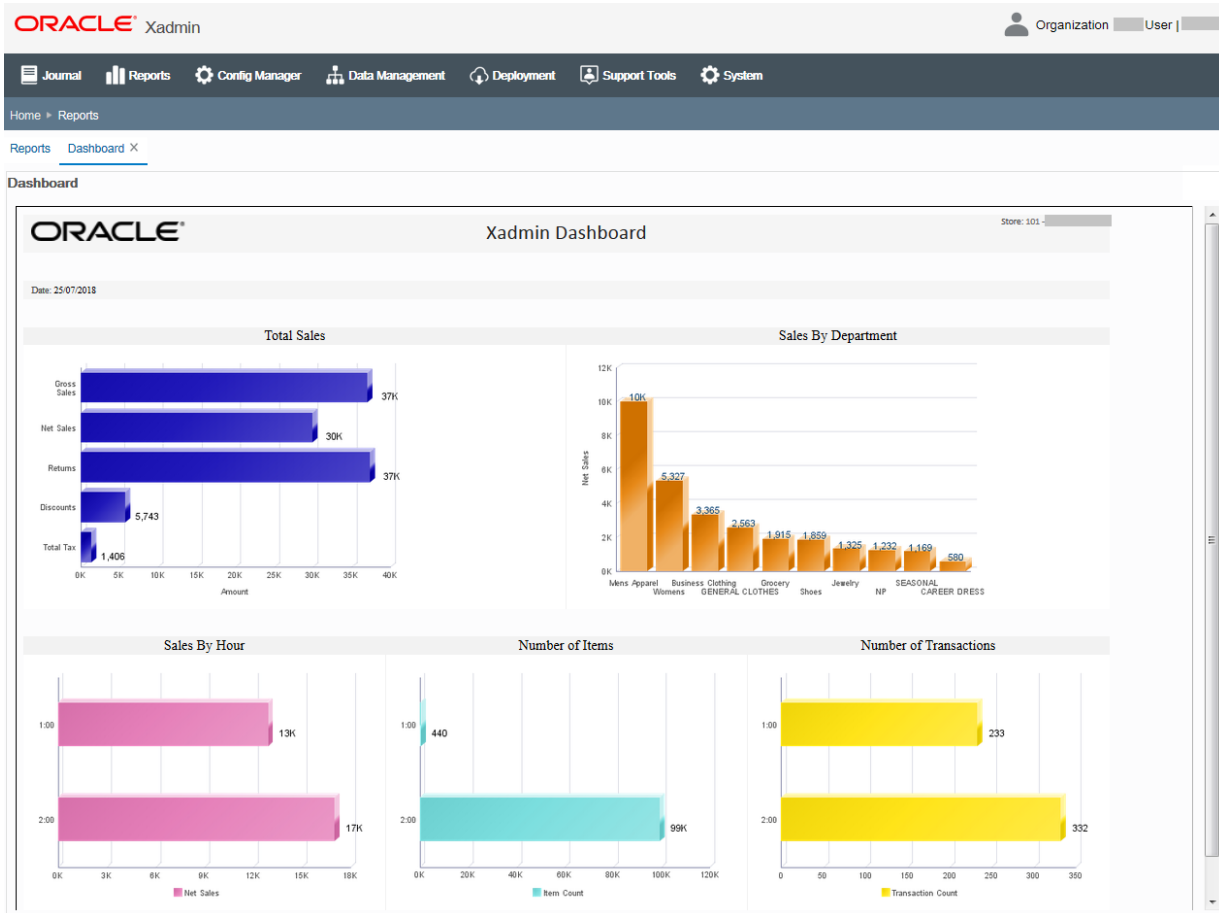 ORACLE® Xadmin
Organization User |
Journal Reports Config Manager Data Management Deployment Support Tools System
Home Reports
Reports Dashboard ×
Dashboard
ORACLE®
Xadmin Dashboard
Store: 101 -
Date: 25/07/2018
Total Sales
Gross
Sales
37K
Net Sales
30K
Returns
37K
Discounts
5,743
Total Tax
1,406
0K 5K 10K 15K 20K 25K 30K 35K 40K
Amount
Sales By Department
12K
10K
8K
6K
4K
2K
0K
Net Sales
10K
5,327
3,365
2,563
1,915
1,859
1,325
1,232
1,169
580
Mens Apparel Business Clothing Grocery Jewelry SEASONAL
Womens GENERAL CLOTHES Shoes NP CAREER DRESS
Sales By Hour
1:00
13K
2:00
17K
0K 3K 6K 9K 12K 15K 18K
Net Sales
Number of Items
1:00
440
2:00
99K
0K 20K 40K 60K 80K 100K 120K
Item Count
Number of Transactions
1:00
233
2:00
332
0 50 100 150 200 250 300 350
Transaction Count